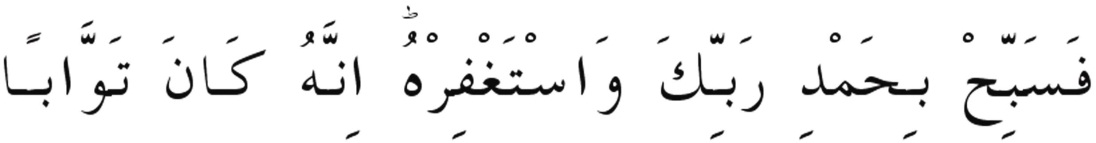 فَسَبِّحْ بِحَمْدِ رَبِّكَ وَاسْتَغْفِرْهُؕ اِنَّهُ كَانَ تَوَّابًا